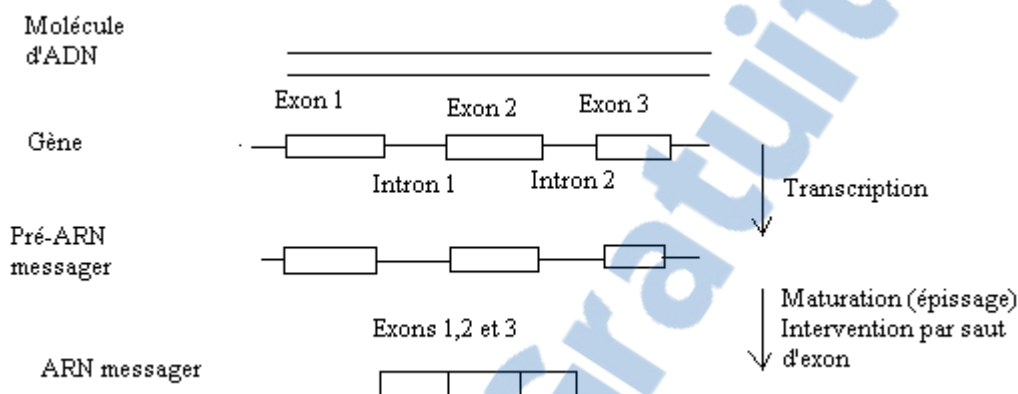 Molécule
d'ADN
Exon 1
Exon 2
Exon 3
Gène
Intron 1
Intron 2
Transcription
Pré-ARN
messager
Maturation (épissage)
Intervention par saut
d'exon
Exons 1,2 et 3
ARN messager
Gratuit